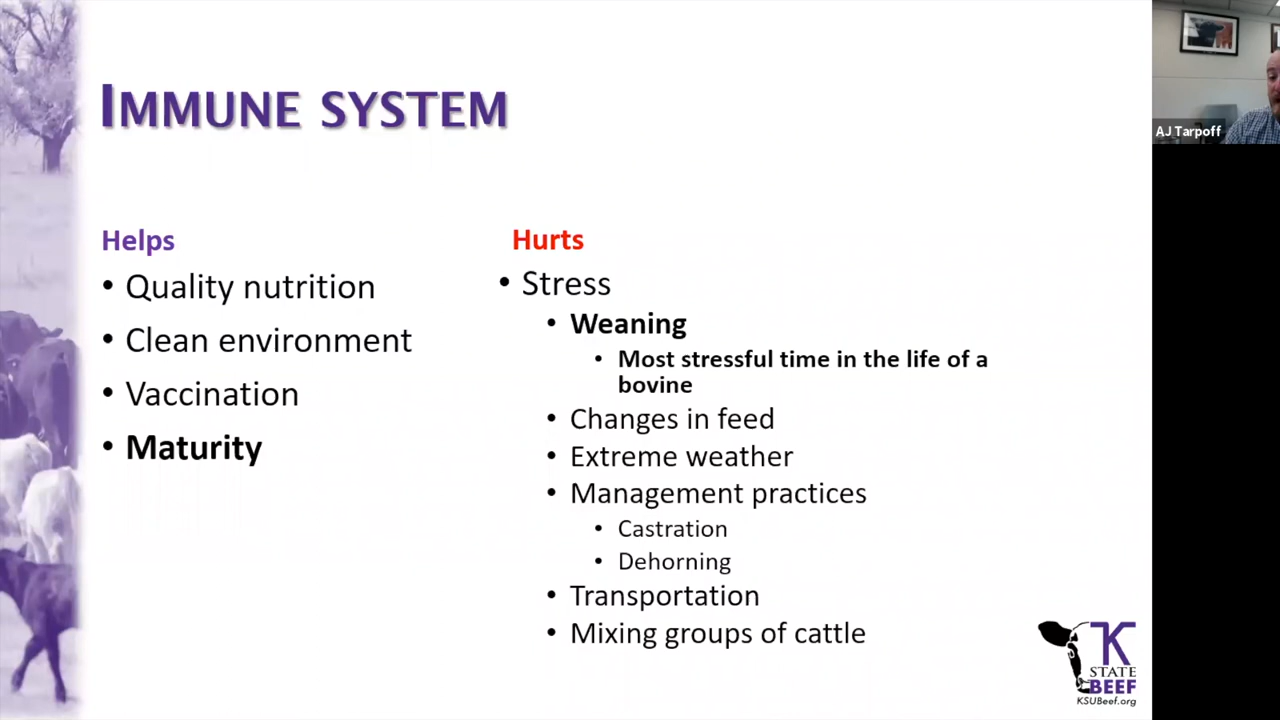 IMMUNE SYSTEM
Helps
• Quality nutrition
• Clean environment
• Vaccination
• Maturity
Hurts
• Stress
• Weaning
• Most stressful time in the life of a
bovine
• Changes in feed
• Extreme weather
• Management practices
• Castration
• Dehorning
• Transportation
• Mixing groups of cattle
K
STATE
BEEF
KSUBeef.org
AJ Tarpoff